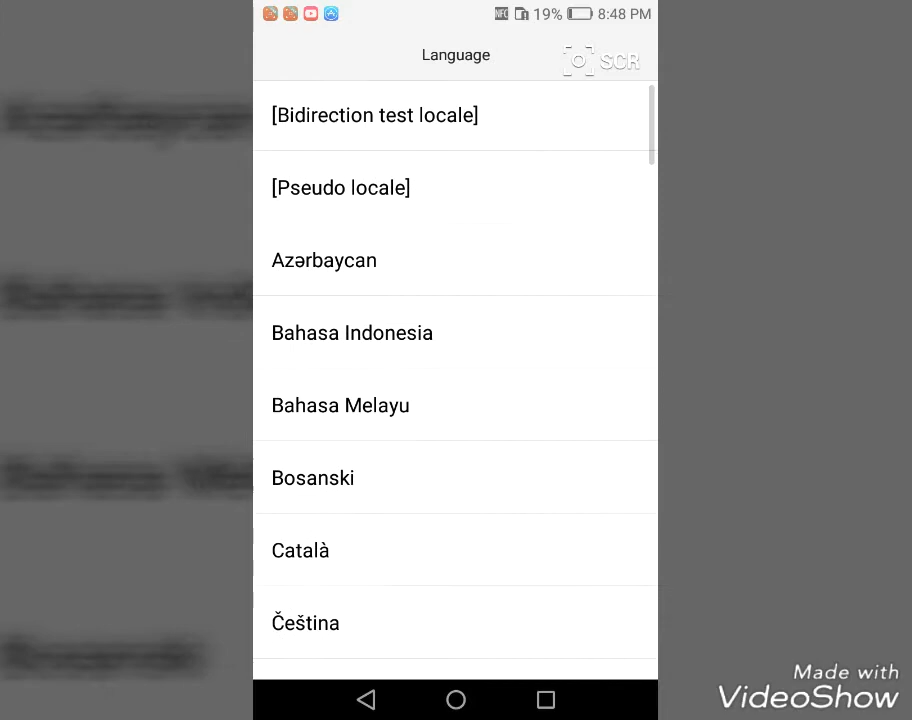 NFC 19% 8:48 PM
Language
SCR
[Bidirection test locale]
[Pseudo locale]
Azərbaycan
Bahasa Indonesia
Bahasa Melayu
Bosanski
Català
Čeština
Made with
VideoShow